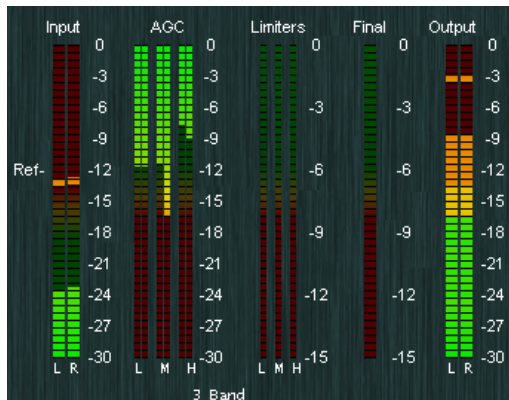 Input AGC Limiters Final Output
0 0 0 0 0
-3 -3 -3
-6 -6 -3 -3 -6
-9 -9 -9
Ref- -12 -12 -6 -6 -12
-15 -15 -15
-18 -18 -9 -9 -18
-21 -21 -21
-24 -24 -12 -12 -24
-27 -27 -27
-30 -30 -15 -15 -30
L R L M H L M H L R
3 Band